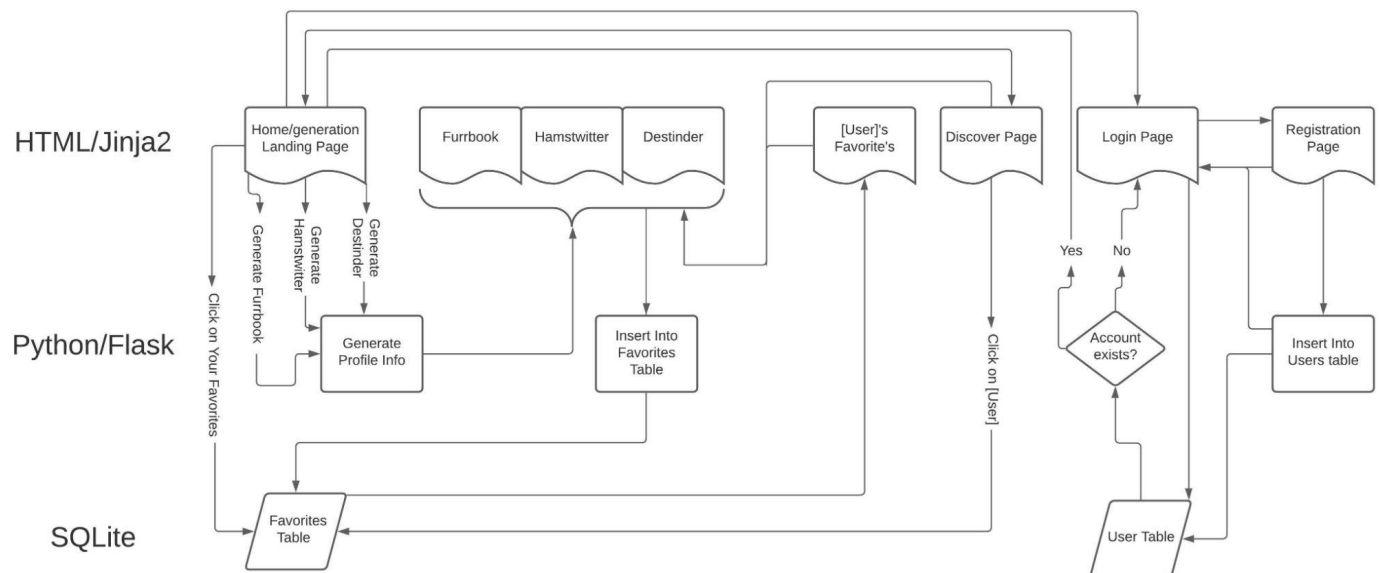 HTML/Jinja2
Home/generation
Landing Page
Furrbook
Hamstwitter
Destinder
[User]'s
Favorite's
Discover Page
Login Page
Registration
Page
Generate Furrbook
Generate
Hamstwitter
Generate
Destinder
Click on Your Favorites
Yes
No
Python/Flask
Generate
Profile Info
Insert Into
Favorites
Table
Click on [User]
Account
exists?
Insert Into
Users table
SQLite
Favorites
Table
User Table